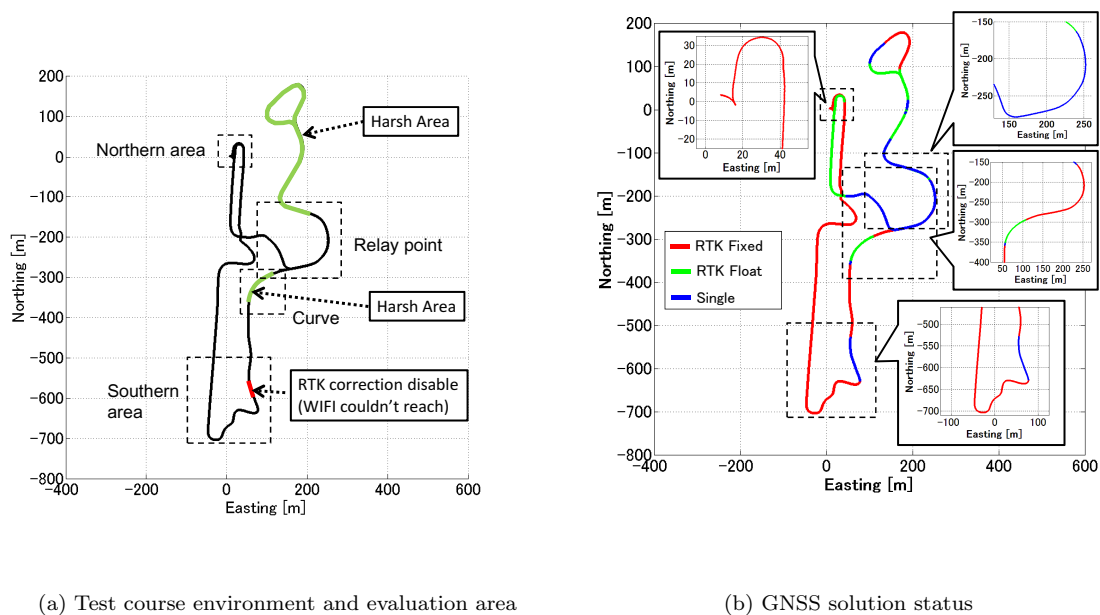 200
100
0
−100
−200
−300
−400
−500
−600
−700
−800
−400
−200
0
200
400
600
Easting [m]
Northing [m]
Northern area
Harsh Area
Relay point
Harsh Area
Curve
Southern
area
RTK correction disable
(WIFI couldn't reach)
(a) Test course environment and evaluation area
200
100
0
−100
−200
−300
−400
−500
−600
−700
−800
−400
−200
0
200
400
600
Easting [m]
Northing [m]
RTK Fixed
RTK Float
Single
30
20
10
0
−10
−20
0
20
40
Easting [m]
Northing [m]
−150
−200
−250
150
200
250
Easting [m]
Northing [m]
−150
−200
−250
−300
−350
−400
50
100
150
200
250
Easting [m]
Northing [m]
−500
−550
−600
−650
−700
−100
0
100
Easting [m]
Northing [m]
(b) GNSS solution status